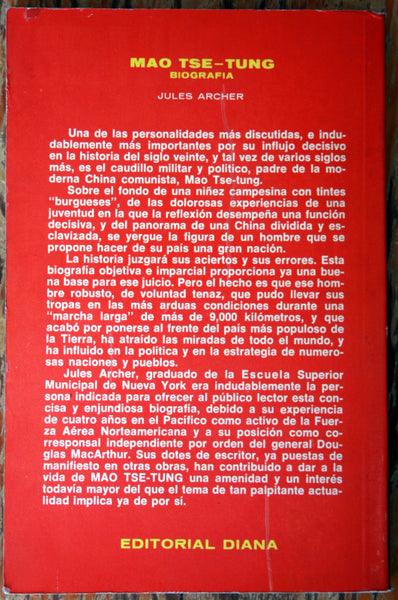 MAO TSE-TUNG
BIOGRAFIA
JULES ARCHER
Una de las personalidades más discutidas, e indu-
dablemente más importantes por su influjo decisivo
en la historia del siglo veinte, y tal vez de varios siglos
más, es el caudillo militar y político, padre de la mo-
derna China comunista, Mao Tse-tung.
Sobre el fondo de una niñez campesina con tintes
"burgueses", de las dolorosas experiencias de una
juventud en la que la reflexión desempeña una función
decisiva, y del panorama de una China dividida y es-
clavizada, se yergue la figura de un hombre que se
propone hacer de su país una gran nación.
La historia juzgará sus aciertos y sus errores. Esta
biografía objetiva e imparcial proporciona ya una bue-
na base para ese juicio. Pero el hecho es que ese hom-
bre robusto, de voluntad tenaz, que pudo llevar sus
tropas en las más arduas condiciones durante una
"marcha larga" de más de 9,000 kilómetros, y que
acabó por ponerse al frente del país más populoso de
la Tierra, ha atraído las miradas de todo el mundo, y
ha influido en la política y en la estrategia de numero-
sas naciones y pueblos.
Jules Archer, graduado de la Escuela Superior
Municipal de Nueva York era indudablemente la per-
sona indicada para ofrecer al público lector esta con-
cisa y enjundiosa biografía, debido a su experiencia
de cuatro años en el Pacífico como activo de la Fuer-
za Aérea Norteamericana y a su posición como co-
rresponsal independiente por orden del general Dou-
glas MacArthur. Sus dotes de escritor, ya puestas de
manifiesto en otras obras, han contribuido a dar a la
vida de MAO TSE-TUNG una amenidad y un interés
todavía mayor del que el tema de tan palpitante actua-
lidad implica ya de por sí.
EDITORIAL DIANA